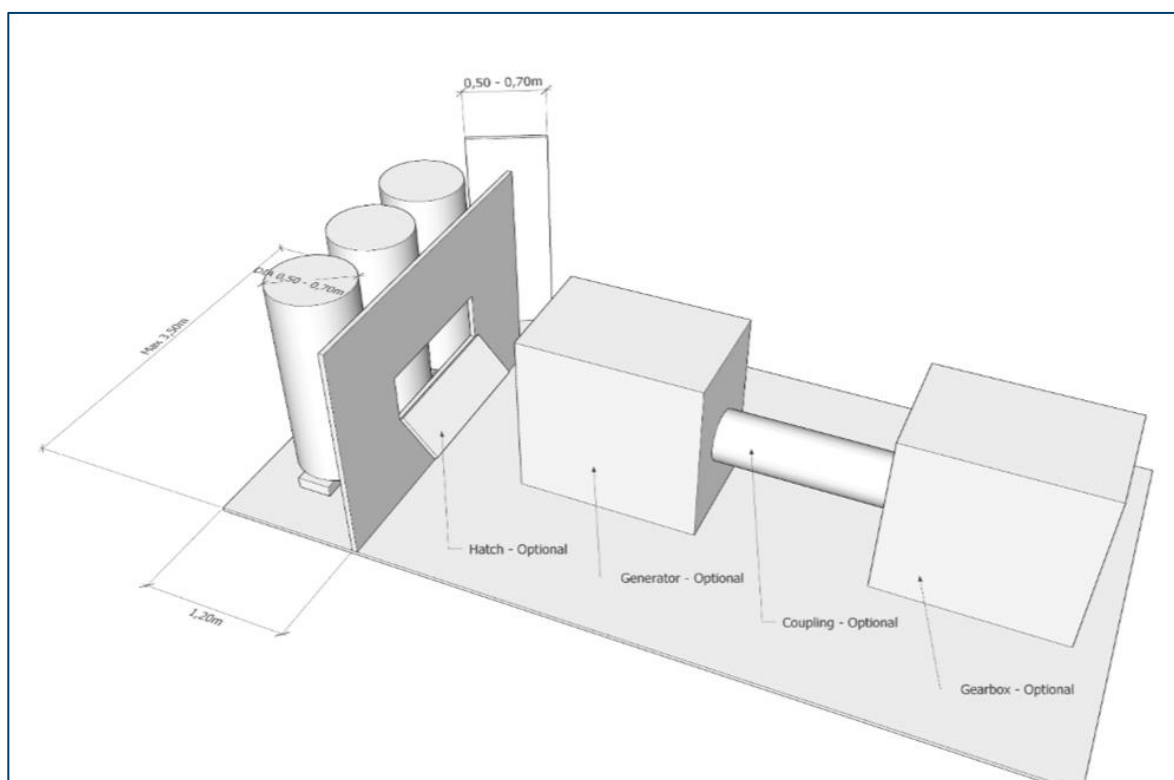 0,50 - 0,70m
DIA 0,50 - 0,70m
Max 3,50m
Hatch - Optional
Generator - Optional
Coupling - Optional
Gearbox - Optional
1,20m